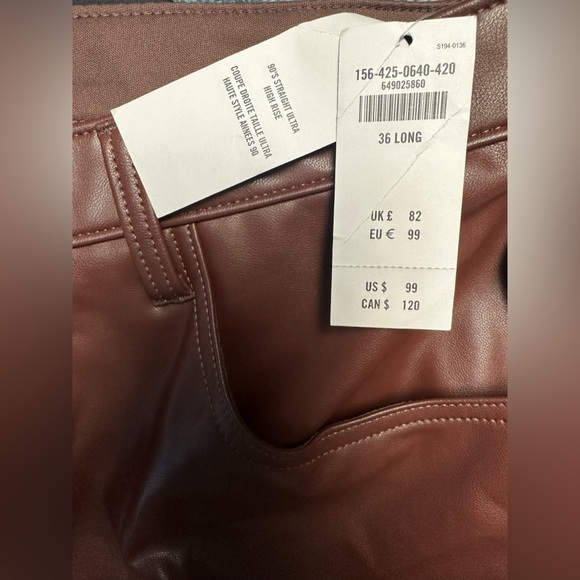 90'S STRAIGHT ULTRA
HIGH RISE
COUPE DROITE TAILLE ULTRA
HAUTE STYLE ANNEES 90
S194-0136
156-425-0640-420
649025860
36 LONG
UK £ 82
EU € 99
US $ 99
CAN $ 120